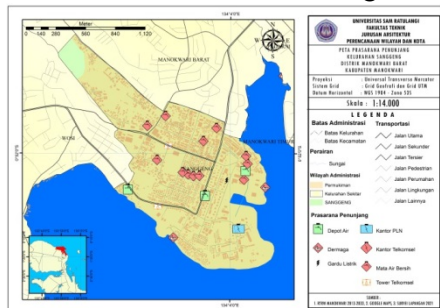 Meter
0 140 280 560 840 1,120
134°4'0"E
MANOKWARI BARAT
WOSI
SANGGENG
UNIVERSITAS SAM RATULANGI
FAKULTAS TEKNIK
JURUSAN ARSITEKTUR
PERENCANAAN WILAYAH DAN KOTA
PETA PRASARANA PENUNJANG
KELURAHAN SANGGENG
DISTRIK MANOKWARI BARAT
KABUPATEN MANOKWARI
Proyeksi : Universal Transverse Mercator
Sistem Grid : Grid Geografi dan Grid UTM
Datum Horizontal : WGS 1984 - Zona 53S
Skala : 1:14.000
LEGENDA
Batas Administrasi
Batas Kelurahan
Batas Kecamatan
Perairan
Sungai
Wilayah Administrasi
Permukiman
Kelurahan Sekitar
SANGGENG
Transportasi
Jalan Utama
Jalan Sekunder
Jalan Tersier
Jalan Pedestrian
Jalan Perumahan
Jalan Lingkungan
Jalan Lainnya
Prasarana Penunjang
Depot Air
Kantor PLN
Dermaga
Kantor Telkomsel
Gardu Listrik
Mata Air Bersih
Tower Telkomsel